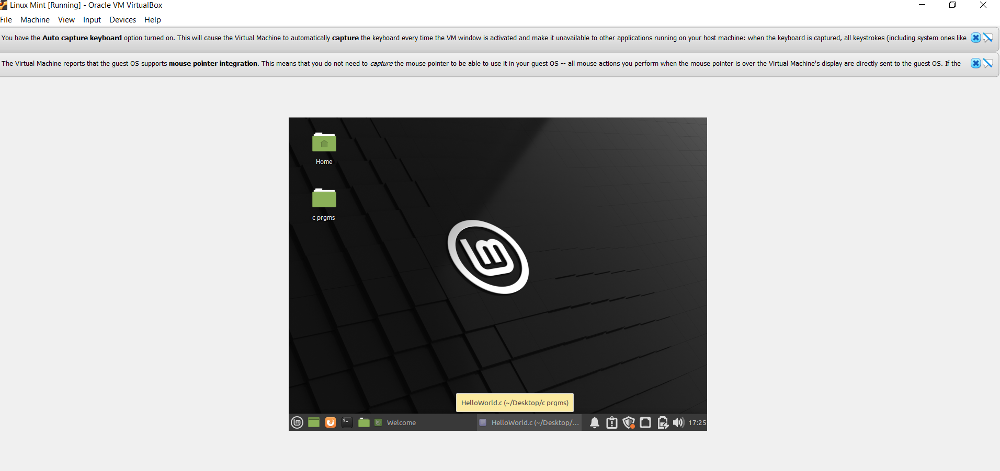 Linux Mint [Running] - Oracle VM VirtualBox
File Machine View Input Devices Help
You have the Auto capture keyboard option turned on. This will cause the Virtual Machine to automatically capture the keyboard every time the VM window is activated and make it unavailable to other applications running on your host machine: when the keyboard is captured, all keystrokes (including system ones like
The Virtual Machine reports that the guest OS supports mouse pointer integration. This means that you do not need to capture the mouse pointer to be able to use it in your guest OS -- all mouse actions you perform when the mouse pointer is over the Virtual Machine's display are directly sent to the guest OS. If the
Home
c prgms
HelloWorld.c (~/Desktop/c prgms)
Welcome HelloWorld.c (~/Desktop/... 17:25